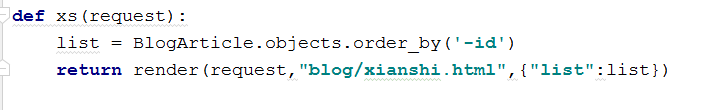 def xs(request):
    list = BlogArticle.objects.order_by('-id')
    return render(request,"blog/xianshi.html",{"list":list})